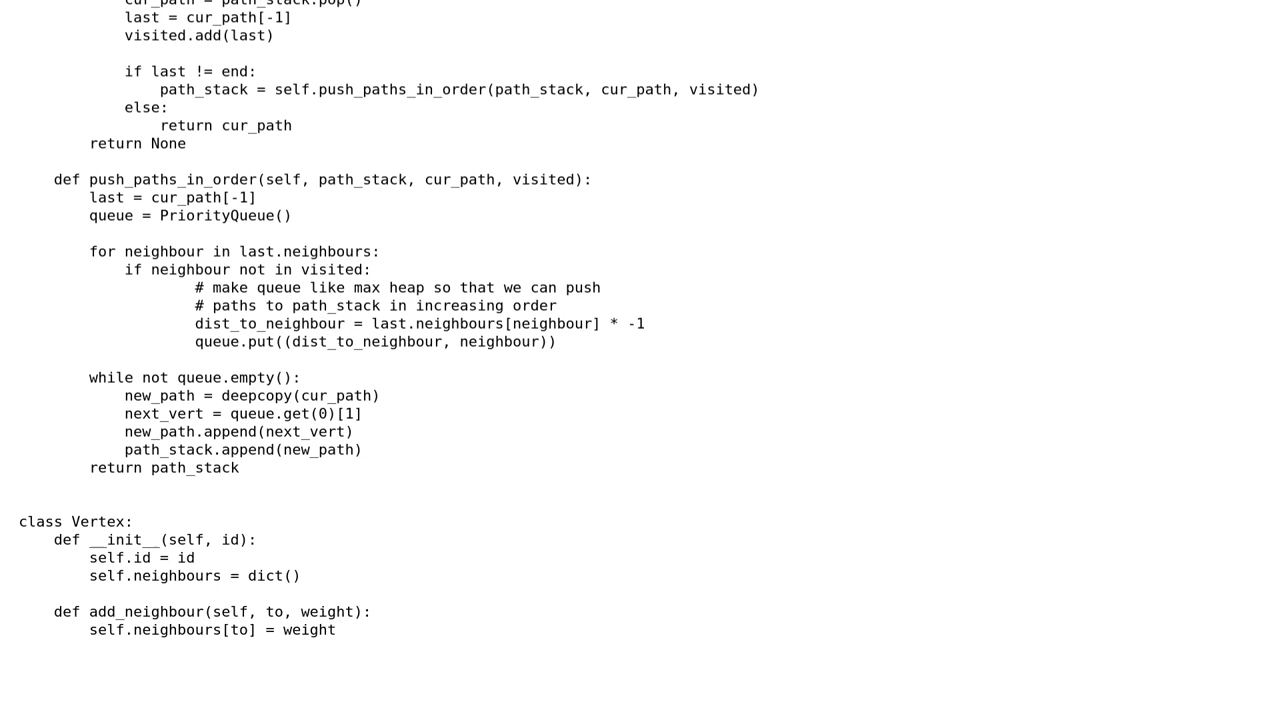 cur_path = path_stack.pop()
            last = cur_path[-1]
            visited.add(last)

            if last != end:
                path_stack = self.push_paths_in_order(path_stack, cur_path, visited)
            else:
                return cur_path
        return None

    def push_paths_in_order(self, path_stack, cur_path, visited):
        last = cur_path[-1]
        queue = PriorityQueue()

        for neighbour in last.neighbours:
            if neighbour not in visited:
                    # make queue like max heap so that we can push
                    # paths to path_stack in increasing order
                    dist_to_neighbour = last.neighbours[neighbour] * -1
                    queue.put((dist_to_neighbour, neighbour))

        while not queue.empty():
            new_path = deepcopy(cur_path)
            next_vert = queue.get(0)[1]
            new_path.append(next_vert)
            path_stack.append(new_path)
        return path_stack


class Vertex:
    def __init__(self, id):
        self.id = id
        self.neighbours = dict()

    def add_neighbour(self, to, weight):
        self.neighbours[to] = weight